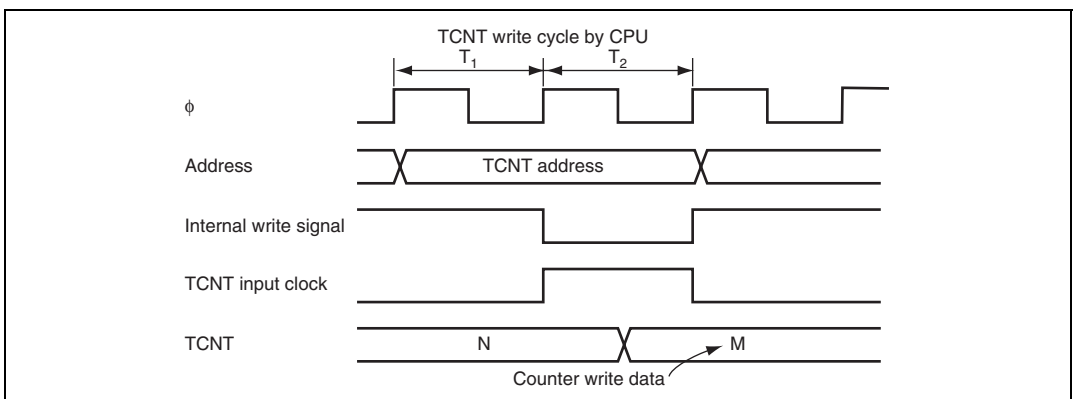 TCNT write cycle by CPU
T1 T2
ϕ
Address TCNT address
Internal write signal
TCNT input clock
TCNT N M
Counter write data